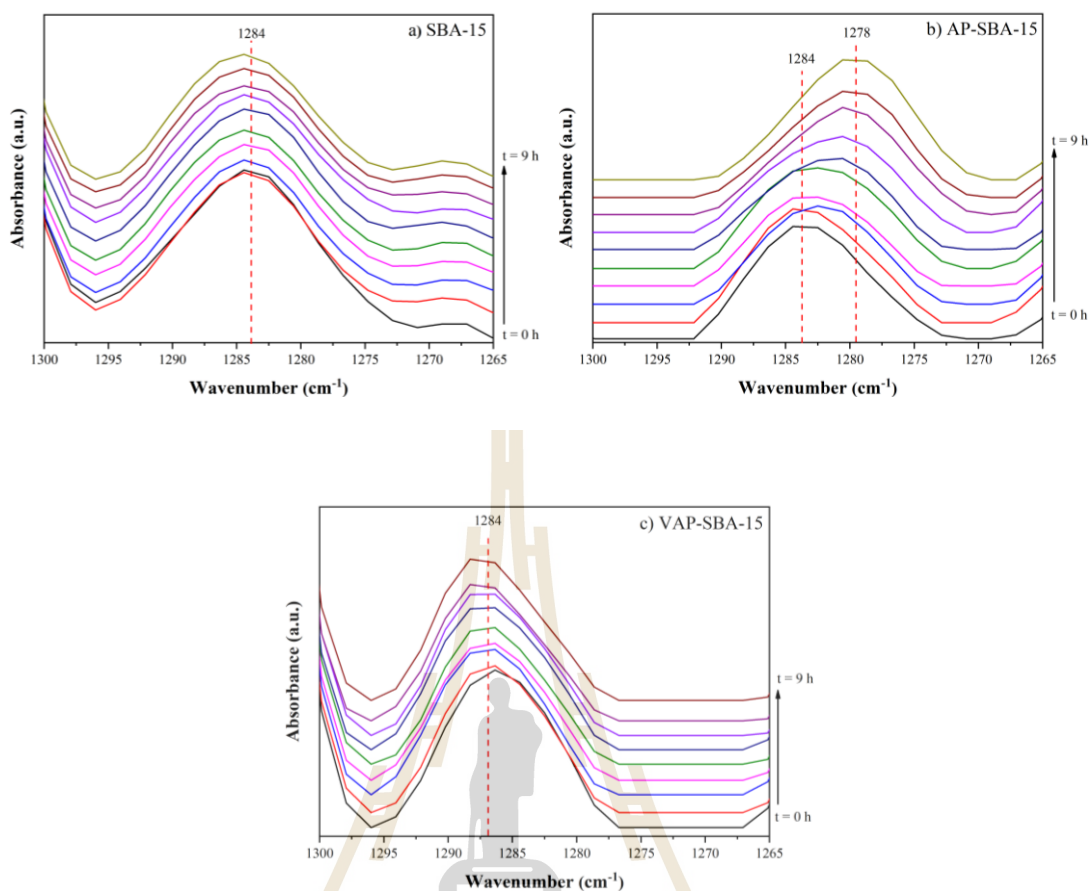 1284
a) SBA-15
Absorbance (a.u.)
t = 9 h
t = 0 h
1300 1295 1290 1285 1280 1275 1270 1265
Wavenumber (cm⁻¹)
1278
b) AP-SBA-15
1284
Absorbance (a.u.)
t = 9 h
t = 0 h
1300 1295 1290 1285 1280 1275 1270 1265
Wavenumber (cm⁻¹)
1284
c) VAP-SBA-15
Absorbance (a.u.)
t = 9 h
t = 0 h
1300 1295 1290 1285 1280 1275 1270 1265
Wavenumber (cm⁻¹)